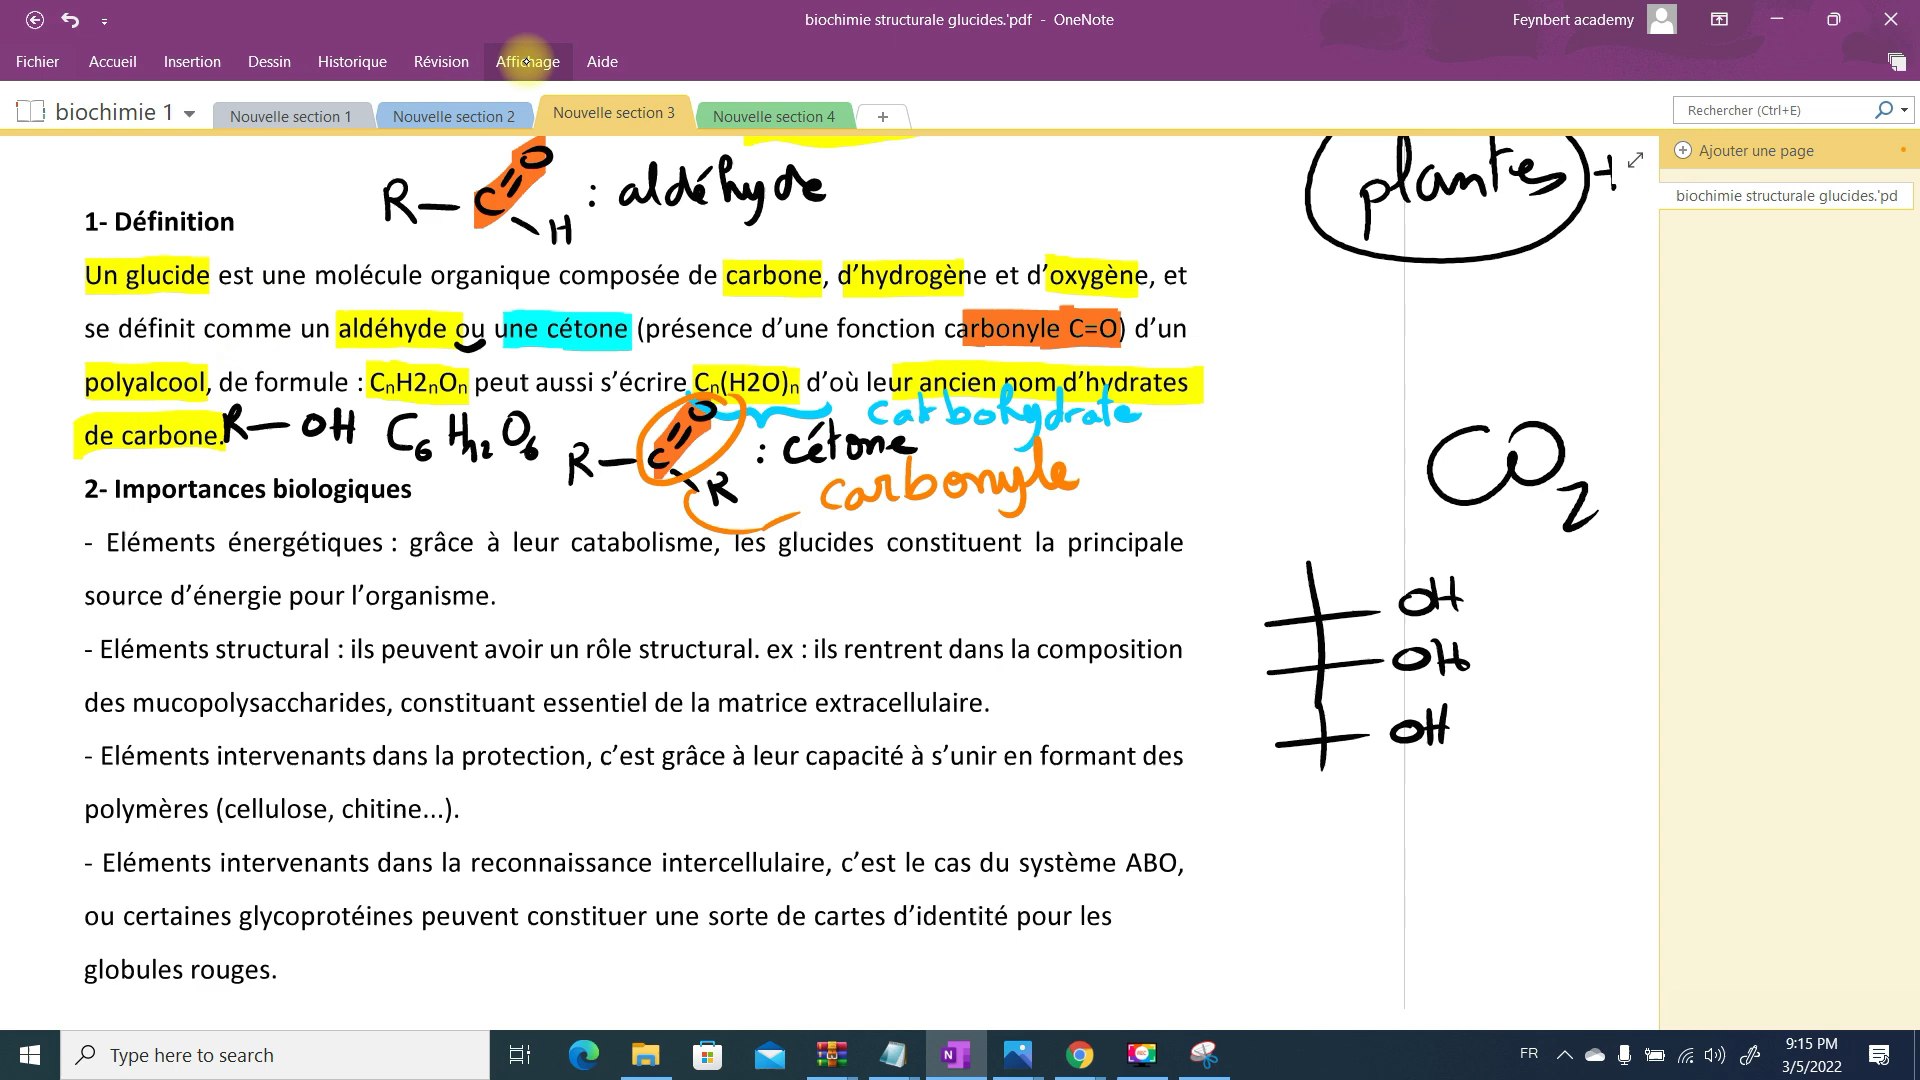 biochimie structurale glucides.'pdf - OneNote
Feynbert academy
Fichier Accueil Insertion Dessin Historique Révision Affichage Aide
biochimie 1
Nouvelle section 1 Nouvelle section 2 Nouvelle section 3 Nouvelle section 4 +
Rechercher (Ctrl+E)
Ajouter une page
biochimie structurale glucides.'pd
R—C=O H : aldéhyde
plantes +
1- Définition
Un glucide est une molécule organique composée de carbone, d'hydrogène et d'oxygène, et
se définit comme un aldéhyde ou une cétone (présence d'une fonction carbonyle C=O) d'un
polyalcool, de formule : CₙH2ₙOₙ peut aussi s'écrire Cₙ(H2O)ₙ d'où leur ancien nom d'hydrates
de carbone.
carbohydrate
R—OH C₆H₁₂O₆ R—C=O R : cétone
carbonyle
CO₂
2- Importances biologiques
- Eléments énergétiques : grâce à leur catabolisme, les glucides constituent la principale
source d'énergie pour l'organisme.
OH
- Eléments structural : ils peuvent avoir un rôle structural. ex : ils rentrent dans la composition
OH
des mucopolysaccharides, constituant essentiel de la matrice extracellulaire.
OH
- Eléments intervenants dans la protection, c'est grâce à leur capacité à s'unir en formant des
polymères (cellulose, chitine...).
- Eléments intervenants dans la reconnaissance intercellulaire, c'est le cas du système ABO,
ou certaines glycoprotéines peuvent constituer une sorte de cartes d'identité pour les
globules rouges.
Type here to search
FR
9:15 PM
3/5/2022